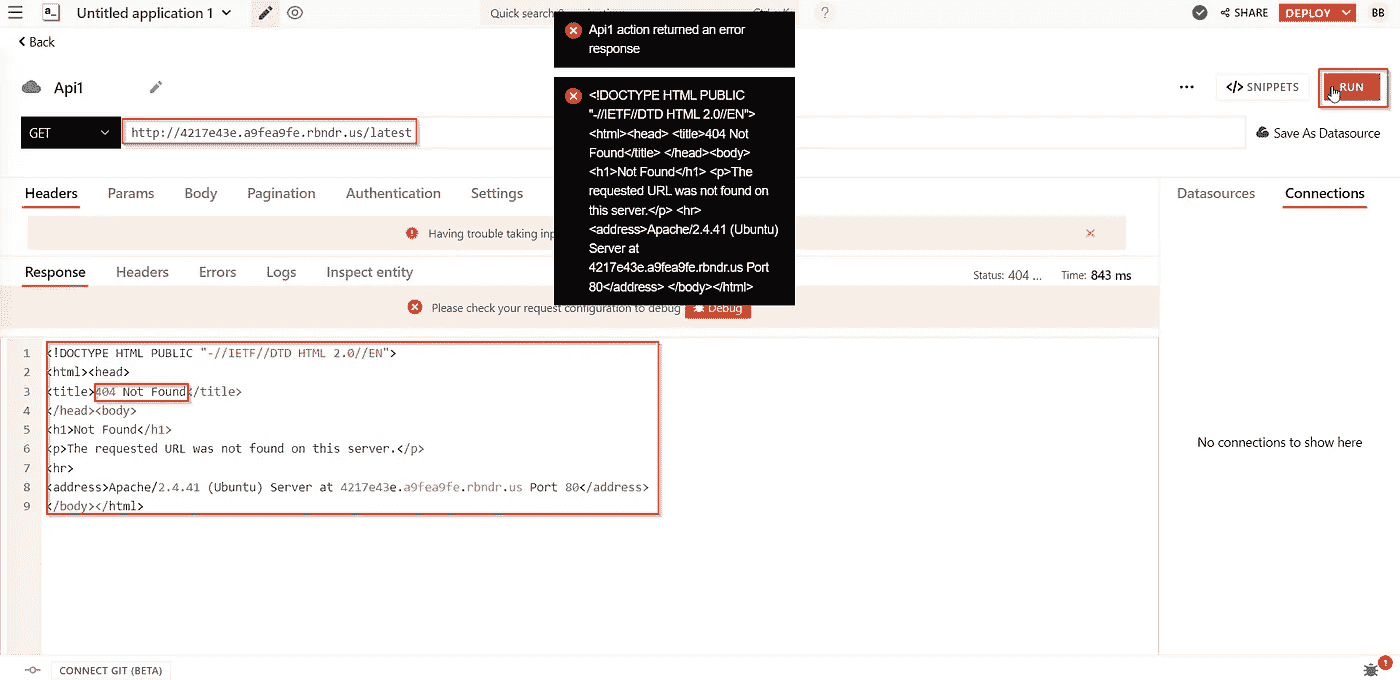 a_
Untitled application 1
Quick search
?
SHARE
DEPLOY
BB
Back
Api1
SNIPPETS
RUN
GET
http://4217e43e.a9fea9fe.rbndr.us/latest
Save As Datasource
Api1 action returned an error
response
<!DOCTYPE HTML PUBLIC
"-//IETF//DTD HTML 2.0//EN">
<html><head> <title>404 Not
Found</title> </head><body>
<h1>Not Found</h1> <p>The
requested URL was not found on
this server.</p> <hr>
<address>Apache/2.4.41 (Ubuntu)
Server at
4217e43e.a9fea9fe.rbndr.us Port
80</address> </body></html>
Headers
Params
Body
Pagination
Authentication
Settings
Datasources
Connections
Having trouble taking
Response
Headers
Errors
Logs
Inspect entity
Status: 404 ...
Time: 843 ms
Please check your request configuration to debug
Debug
1 <!DOCTYPE HTML PUBLIC "-//IETF//DTD HTML 2.0//EN">
2 <html><head>
3 <title>404 Not Found</title>
4 </head><body>
5 <h1>Not Found</h1>
6 <p>The requested URL was not found on this server.</p>
7 <hr>
8 <address>Apache/2.4.41 (Ubuntu) Server at 4217e43e.a9fea9fe.rbndr.us Port 80</address>
9 </body></html>
No connections to show here
CONNECT GIT (BETA)
1